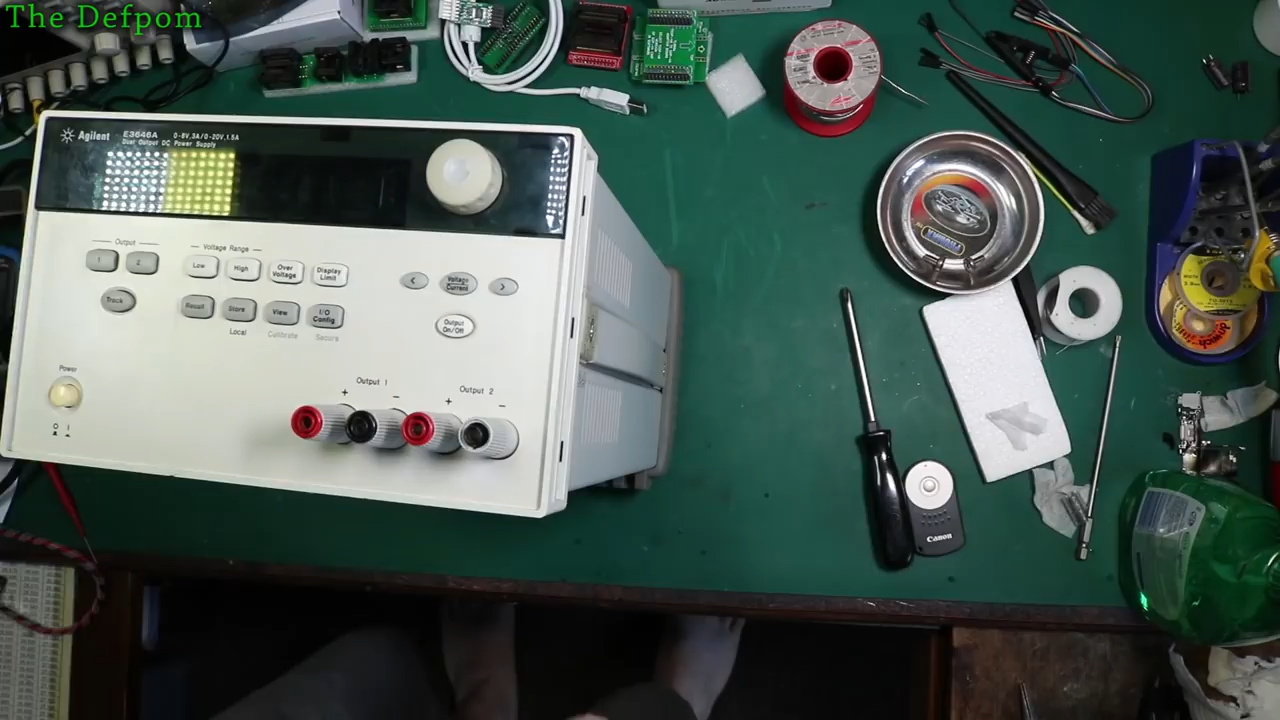 The Defpom
Agilent
E3646A
0-8V,3A/0-20V,1.5A
Dual Output DC Power Supply
Output
1
2
Voltage Range
Low
High
Over Voltage
Display Limit
Voltage Current
Track
Recall
Store
View
I/O Config
Local
Calibrate
Secure
Output On/Off
Power
Output 1
+
−
Output 2
+
−
Canon